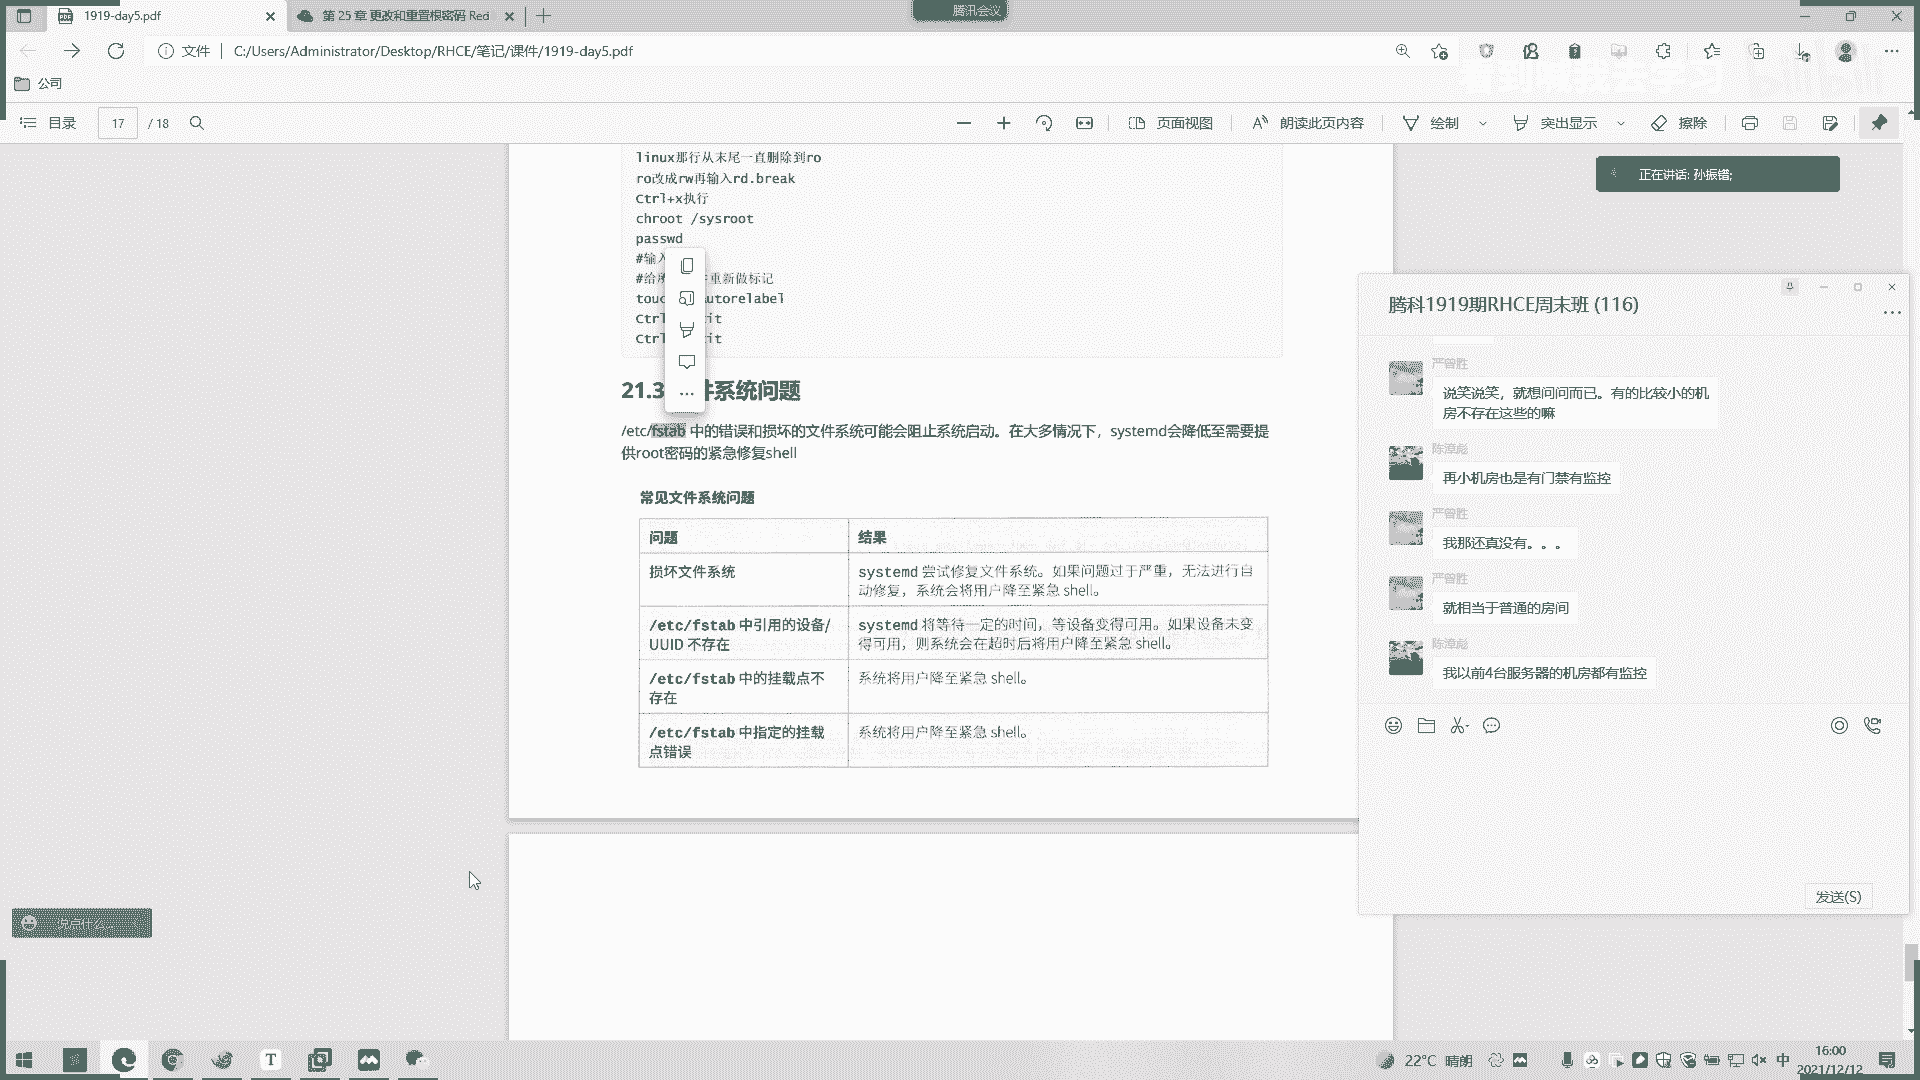 1919-day5.pdf
第 25 章 更改和重置根密码 Red
腾讯会议
文件
C:/Users/Administrator/Desktop/RHCE/笔记/课件/1919-day5.pdf
公司
看到喊我去学习
目录
17
/ 18
页面视图
朗读此页内容
绘制
突出显示
擦除
linux那行从末尾一直删除到ro
ro改成rw再输入rd.break
Ctrl+x执行
chroot /sysroot
passwd
#输入
#给 重新做标记
touc utorelabel
Ctrl it
Ctrl it
21.3 件系统问题
/etc/fstab 中的错误和损坏的文件系统可能会阻止系统启动。在大多情况下，systemd会降低至需要提
供root密码的紧急修复shell
常见文件系统问题
问题 结果
损坏文件系统
systemd 尝试修复文件系统。如果问题过于严重，无法进行自
动修复，系统会将用户降至紧急 shell。
/etc/fstab 中引用的设备/
UUID 不存在
systemd 将等待一定的时间，等设备变得可用。如果设备未变
得可用，则系统会在超时后将用户降至紧急 shell。
/etc/fstab 中的挂载点不
存在
系统将用户降至紧急 shell。
/etc/fstab 中指定的挂载
点错误
系统将用户降至紧急 shell。
正在讲话: 孙振错;
腾科1919期RHCE周末班 (116)
严曾胜
说笑说笑，就想问问而已。有的比较小的机
房不存在这些的嘛
陈漳彪
再小机房也是有门禁有监控
严曾胜
我那还真没有。。。
严曾胜
就相当于普通的房间
陈漳彪
我以前4台服务器的机房都有监控
发送(S)
说点什么...
22°C 晴朗
中
16:00
2021/12/12